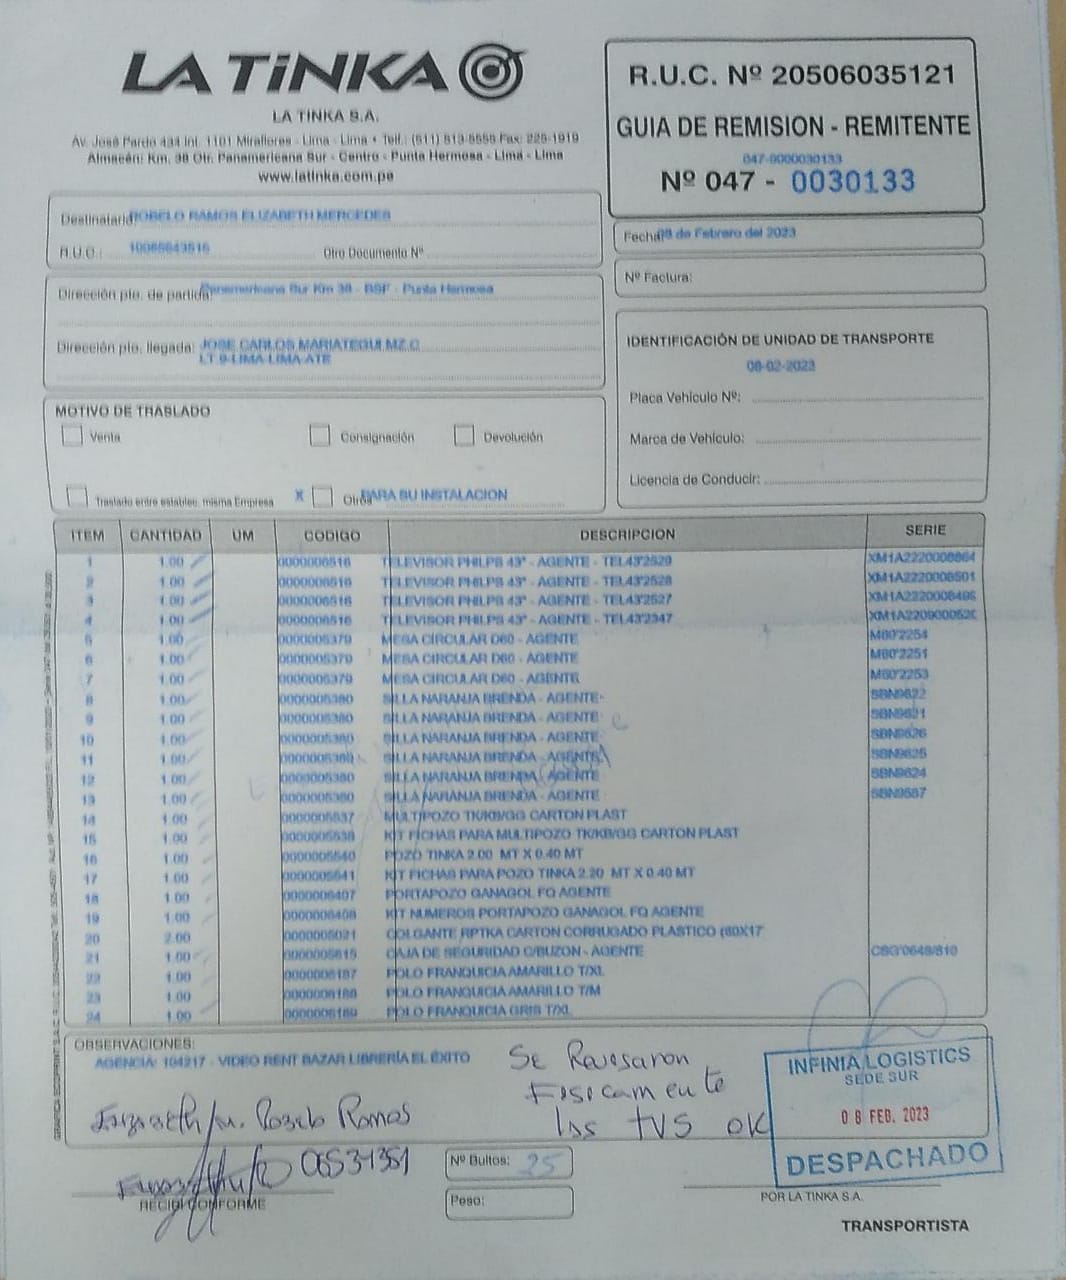 LA TiNKA
LA TINKA S.A.
Av. José Pardo 434 Int. 1101 Miraflores - Lima - Lima • Telf.: (511) 513-5555 Fax: 225-1919
Almacén: Km. 38 Ctr. Panamericana Sur - Centro - Punta Hermosa - Lima - Lima
www.latinka.com.pe
R.U.C. Nº 20506035121
GUIA DE REMISION - REMITENTE
047-0000030133
Nº 047 - 0030133
Destinatario: ROBELO RAMOS ELIZABETH MERCEDES
R.U.C.:
Otro Documento Nº
Fecha: 08 de Febrero del 2023
Nº Factura:
Dirección pto. de partida: Panamericana Sur Km 38 - BSF - Punta Hermosa
Dirección pto. llegada: JOSE CARLOS MARIATEGUI MZ.C
LT 9-LIMA-LIMA-ATE
IDENTIFICACIÓN DE UNIDAD DE TRANSPORTE
08-02-2023
Placa Vehículo Nº:
Marca de Vehículo:
Licencia de Conducir:
MOTIVO DE TRASLADO
Venta Consignación Devolución
Traslado entre establec. misma Empresa X Otros PARA SU INSTALACION
ITEM CANTIDAD UM CODIGO DESCRIPCION SERIE
1 1.00 0000006516 TELEVISOR PHILPS 43" - AGENTE - TEL43'2529 XM1A2220008864
2 1.00 0000006516 TELEVISOR PHILPS 43" - AGENTE - TEL43'2528 XM1A2220008501
3 1.00 0000006516 TELEVISOR PHILPS 43" - AGENTE - TEL43'2527 XM1A2220008498
4 1.00 0000006516 TELEVISOR PHILPS 43" - AGENTE - TEL43'2347
5 1.00 0000005379 MESA CIRCULAR D60 - AGENTE M60'2254
6 1.00 0000005379 MESA CIRCULAR D60 - AGENTE M60'2251
7 1.00 0000005379 MESA CIRCULAR D60 - AGENTE M60'2253
8 1.00 0000005380 SILLA NARANJA BRENDA - AGENTE SBN9622
9 1.00 0000005380 SILLA NARANJA BRENDA - AGENTE SBN9621
10 1.00 0000005380 SILLA NARANJA BRENDA - AGENTE SBN9626
11 1.00 0000005380 SILLA NARANJA BRENDA - AGENTE SBN9625
12 1.00 0000005380 SILLA NARANJA BRENDA - AGENTE SBN9624
13 1.00 0000005380 SILLA NARANJA BRENDA - AGENTE SBN9587
14 1.00 0000005537 MULTIPOZO TK/KB/GG CARTON PLAST
15 1.00 0000005538 KIT FICHAS PARA MULTIPOZO TK/KB/GG CARTON PLAST
16 1.00 0000005540 POZO TINKA 2.00 MT X 0.40 MT
17 1.00 0000005541 KIT FICHAS PARA POZO TINKA 2.20 MT X 0.40 MT
18 1.00 0000006407 PORTAPOZO GANAGOL FQ AGENTE
19 1.00 0000006408 KIT NUMEROS PORTAPOZO GANAGOL FQ AGENTE
20 2.00 0000005021 COLGANTE RPTKA CARTON CORRUGADO PLASTICO (60X17
21 1.00 0000005615 CAJA DE SEGURIDAD C/BUZON - AGENTE CSG'0648/810
22 1.00 0000006187 POLO FRANQUICIA AMARILLO T/XL
23 1.00 0000006188 POLO FRANQUICIA AMARILLO T/M
24 1.00 0000006189 POLO FRANQUICIA GRIS T/XL
OBSERVACIONES:
AGENCIA: 104217 - VIDEO RENT BAZAR LIBRERÍA EL ÉXITO
Se Revisaron
Fisicamente
los TVS OK
INFINIA LOGISTICS
SEDE SUR
08 FEB. 2023
DESPACHADO
Ramos
06531351
RECIBI CONFORME
Nº Bultos: 25
Peso:
POR LA TINKA S.A.
TRANSPORTISTA